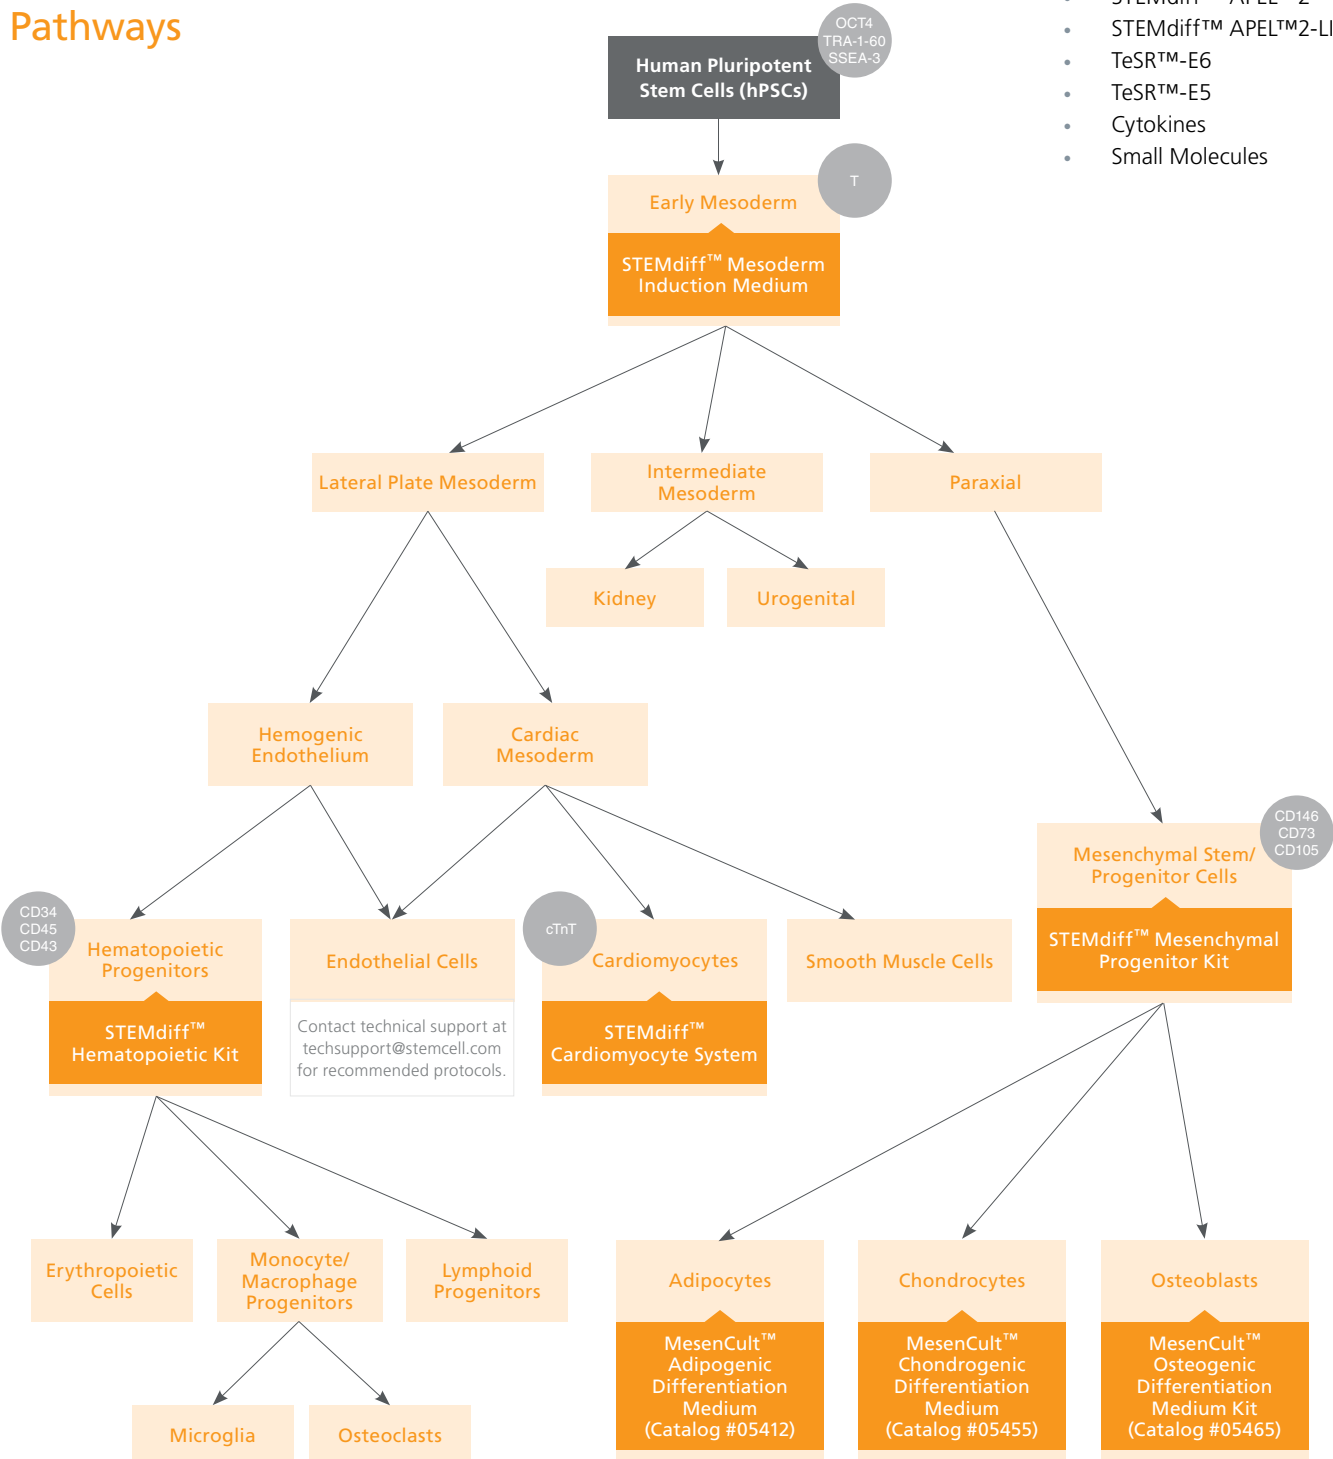 Pathways
STEMdiff™ APEL™2-LI
TeSR™-E6
TeSR™-E5
Cytokines
Small Molecules
OCT4
TRA-1-60
SSEA-3
Human Pluripotent
Stem Cells (hPSCs)
T
Early Mesoderm
STEMdiff™ Mesoderm
Induction Medium
Lateral Plate Mesoderm
Intermediate
Mesoderm
Paraxial
Kidney
Urogenital
Hemogenic
Endothelium
Cardiac
Mesoderm
CD146
CD73
CD105
Mesenchymal Stem/
Progenitor Cells
STEMdiff™ Mesenchymal
Progenitor Kit
CD34
CD45
CD43
Hematopoietic
Progenitors
STEMdiff™
Hematopoietic Kit
Endothelial Cells
Contact technical support at
techsupport@stemcell.com
for recommended protocols.
cTnT
Cardiomyocytes
STEMdiff™
Cardiomyocyte System
Smooth Muscle Cells
Erythropoietic
Cells
Monocyte/
Macrophage
Progenitors
Lymphoid
Progenitors
Microglia
Osteoclasts
Adipocytes
MesenCult™
Adipogenic
Differentiation
Medium
(Catalog #05412)
Chondrocytes
MesenCult™
Chondrogenic
Differentiation
Medium
(Catalog #05455)
Osteoblasts
MesenCult™
Osteogenic
Differentiation
Medium Kit
(Catalog #05465)